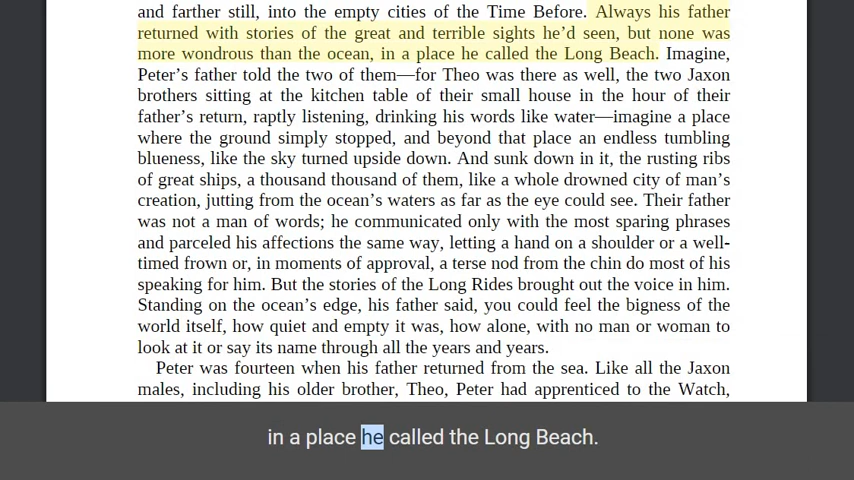 and farther still, into the empty cities of the Time Before. Always his father
returned with stories of the great and terrible sights he’d seen, but none was
more wondrous than the ocean, in a place he called the Long Beach. Imagine,
Peter’s father told the two of them—for Theo was there as well, the two Jaxon
brothers sitting at the kitchen table of their small house in the hour of their
father’s return, raptly listening, drinking his words like water—imagine a place
where the ground simply stopped, and beyond that place an endless tumbling
blueness, like the sky turned upside down. And sunk down in it, the rusting ribs
of great ships, a thousand thousand of them, like a whole drowned city of man’s
creation, jutting from the ocean’s waters as far as the eye could see. Their father
was not a man of words; he communicated only with the most sparing phrases
and parceled his affections the same way, letting a hand on a shoulder or a well-
timed frown or, in moments of approval, a terse nod from the chin do most of his
speaking for him. But the stories of the Long Rides brought out the voice in him.
Standing on the ocean’s edge, his father said, you could feel the bigness of the
world itself, how quiet and empty it was, how alone, with no man or woman to
look at it or say its name through all the years and years.
Peter was fourteen when his father returned from the sea. Like all the Jaxon
males, including his older brother, Theo, Peter had apprenticed to the Watch,
in a place he called the Long Beach.